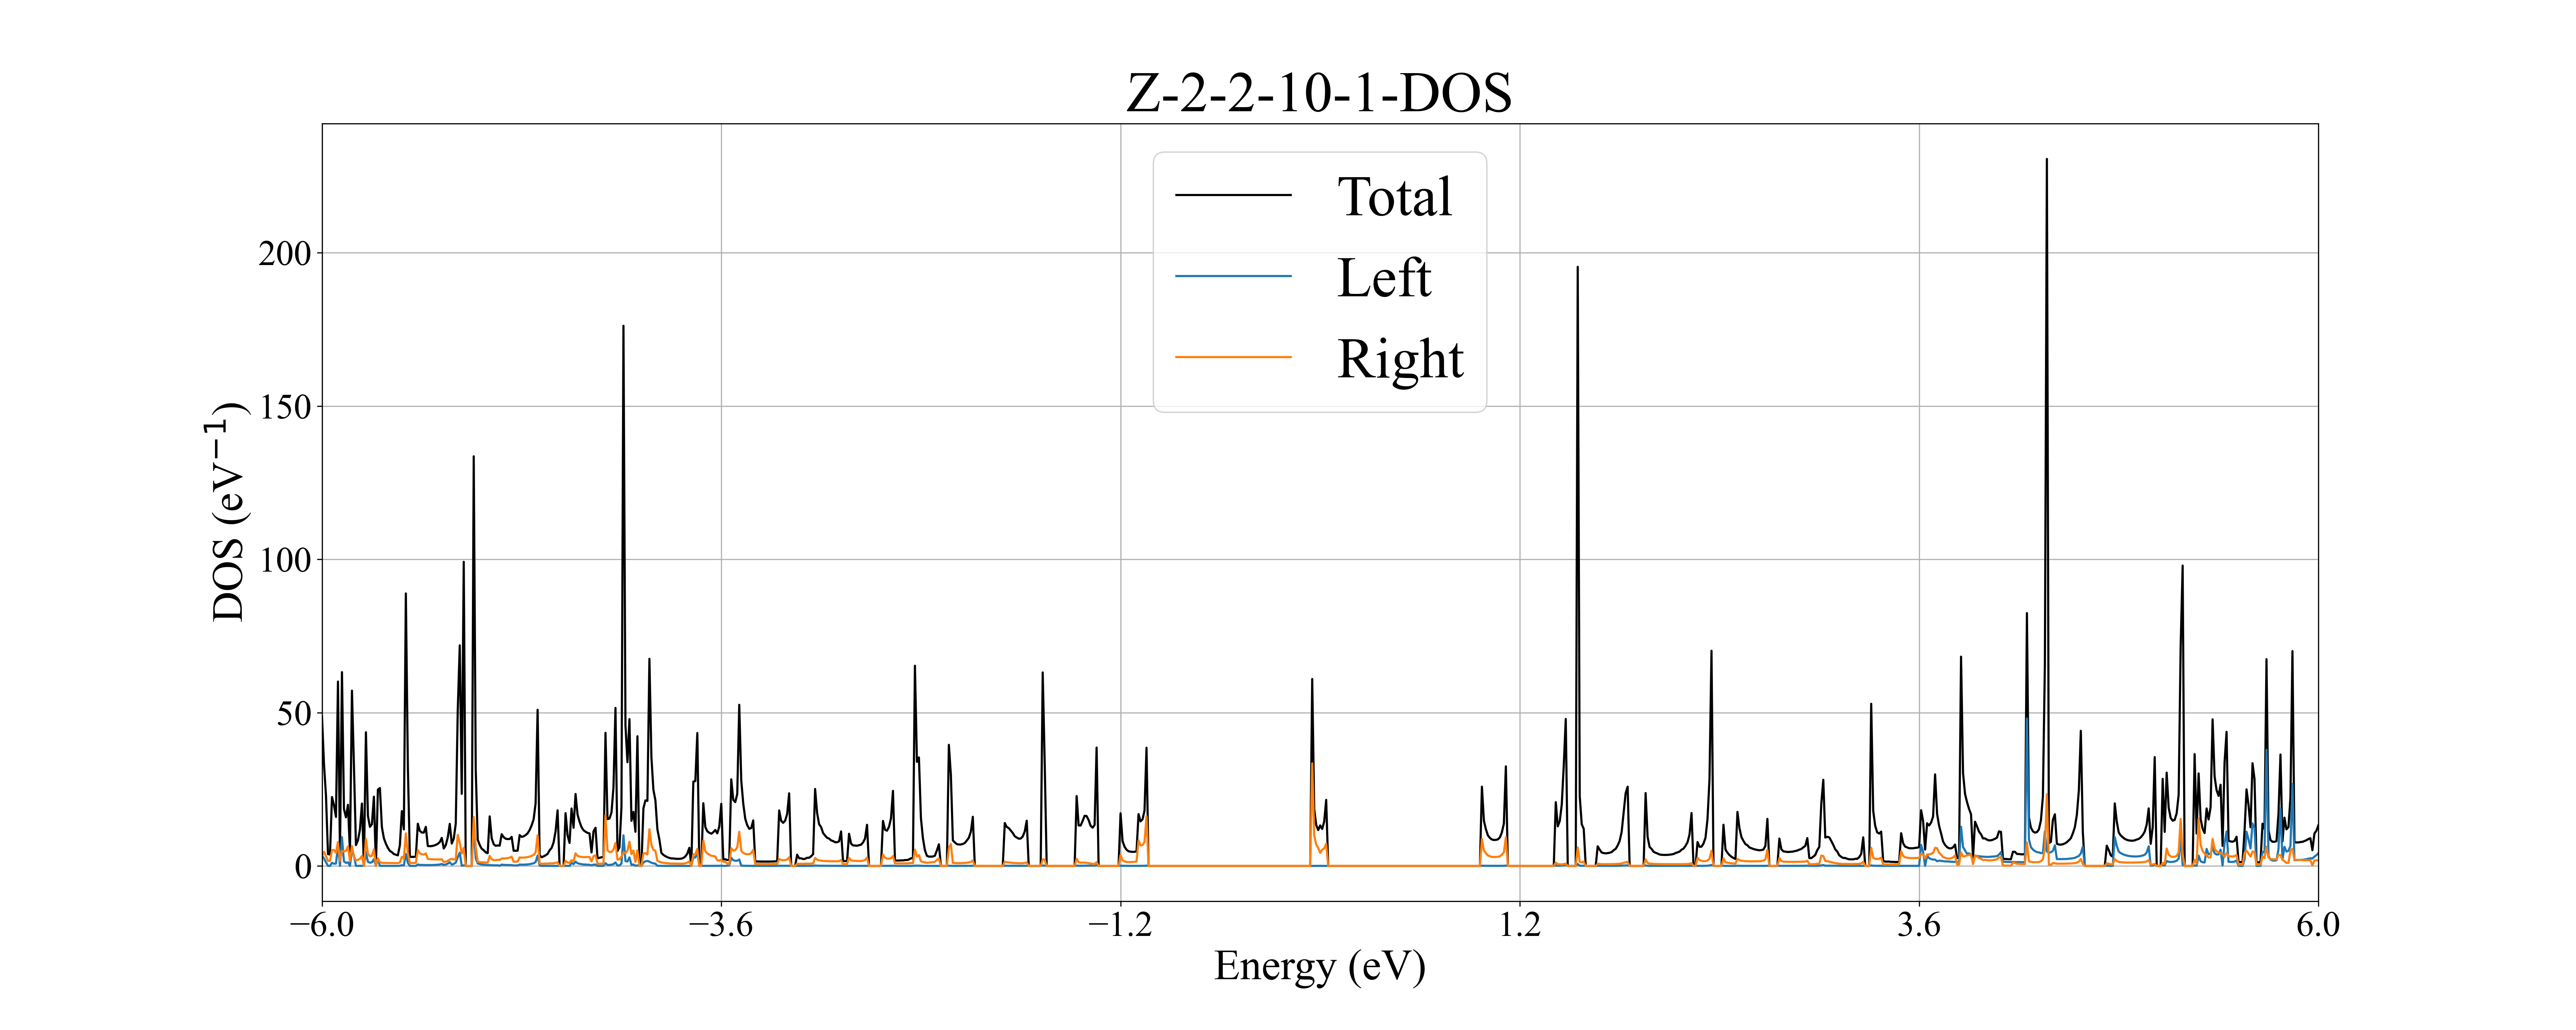 Z-2-2-10-1-DOS
Total
Left
Right
DOS (eV⁻¹)
200
150
100
50
0
−6.0 −3.6 −1.2 1.2 3.6 6.0
Energy (eV)